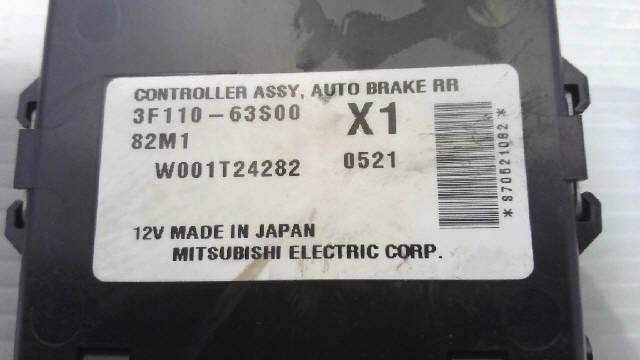 CONTROLLER ASSY, AUTO BRAKE RR
3F110-63S00 X1
82M1
W001T24282 0521
12V MADE IN JAPAN
MITSUBISHI ELECTRIC CORP.
*870521082*